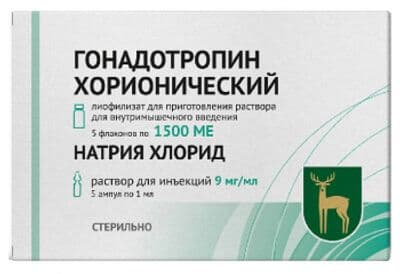 ГОНАДОТРОПИН
ХОРИОНИЧЕСКИЙ
лиофилизат для приготовления раствора
для внутримышечного введения
5 флаконов по 1500 МЕ
НАТРИЯ ХЛОРИД
раствор для инъекций 9 мг/мл
5 ампул по 1 мл
СТЕРИЛЬНО